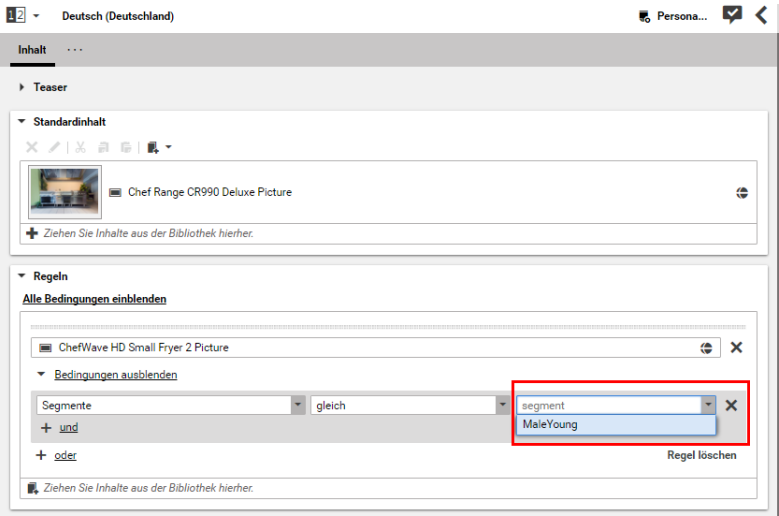 12 Deutsch (Deutschland) Persona...
Inhalt ...
Teaser
Standardinhalt
Chef Range CR990 Deluxe Picture
Ziehen Sie Inhalte aus der Bibliothek hierher.
Regeln
Alle Bedingungen einblenden
ChefWave HD Small Fryer 2 Picture
Bedingungen ausblenden
Segmente gleich segment
MaleYoung
und
oder Regel löschen
Ziehen Sie Inhalte aus der Bibliothek hierher.